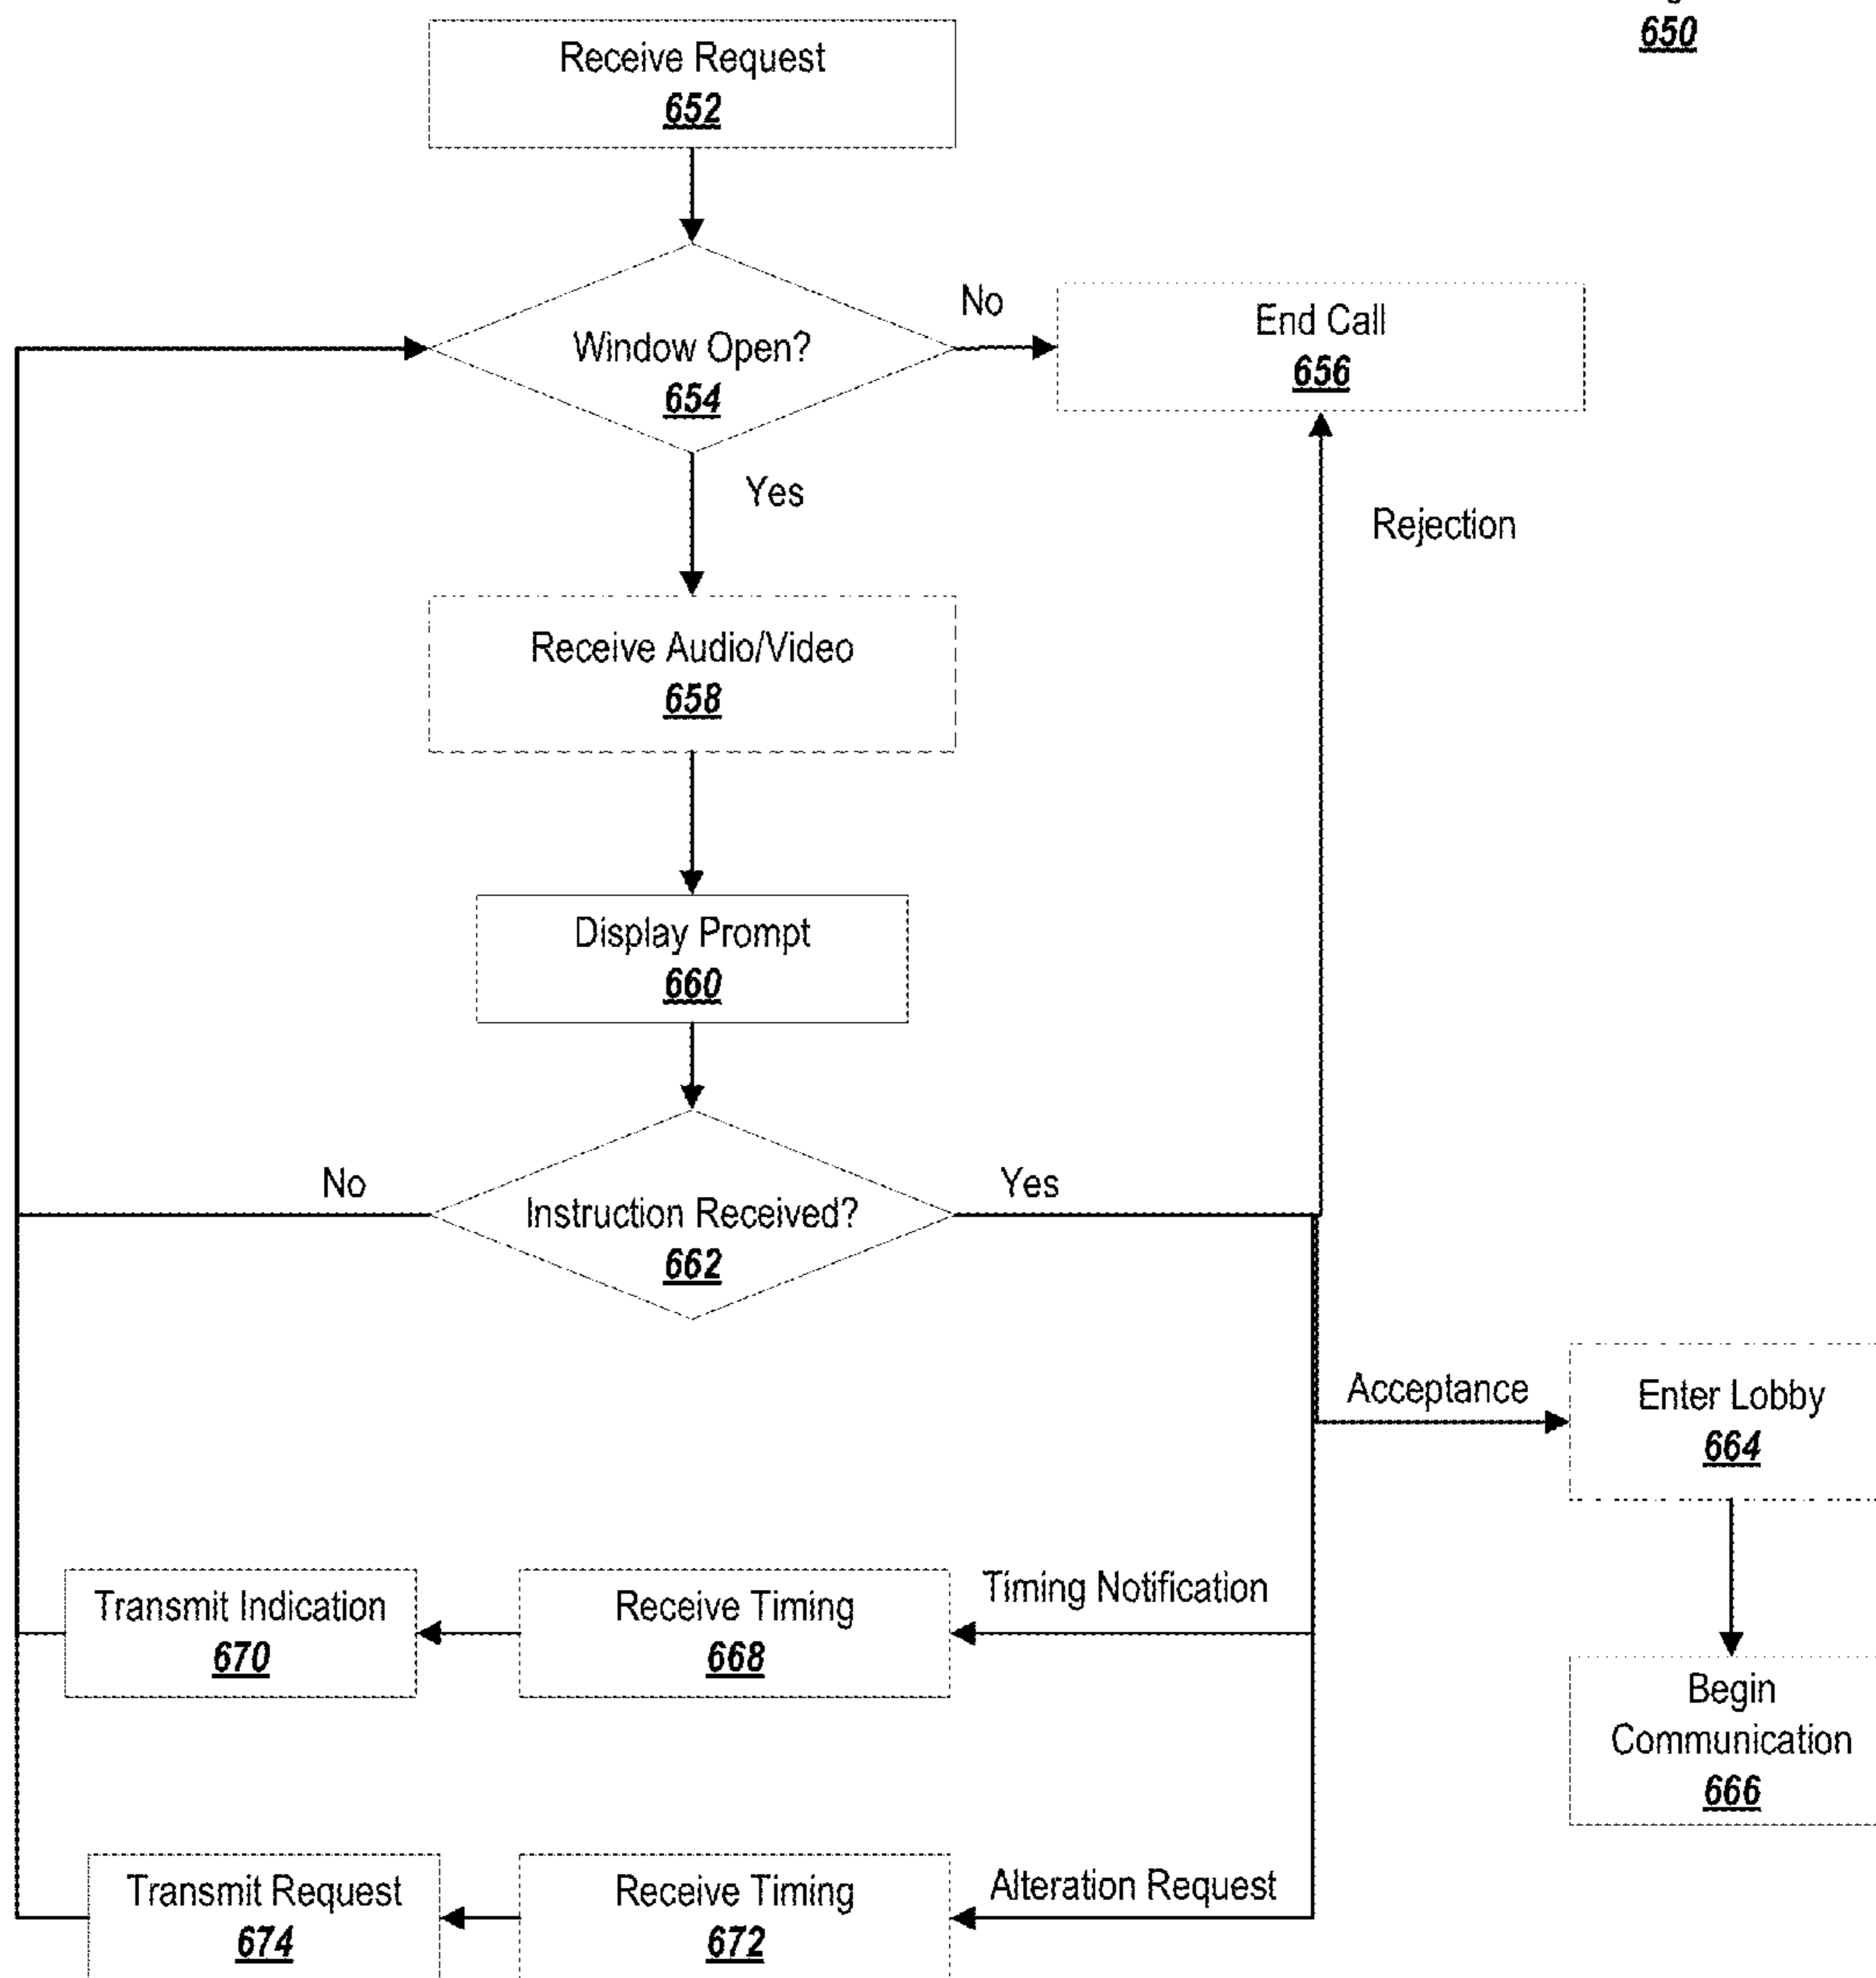 650
Receive Request
652
Window Open?
654
No
End Call
656
Yes
Rejection
Receive Audio/Video
658
Display Prompt
660
No
Instruction Received?
662
Yes
Acceptance
Enter Lobby
664
Transmit Indication
670
Receive Timing
668
Timing Notification
Begin
Communication
666
Transmit Request
674
Receive Timing
672
Alteration Request